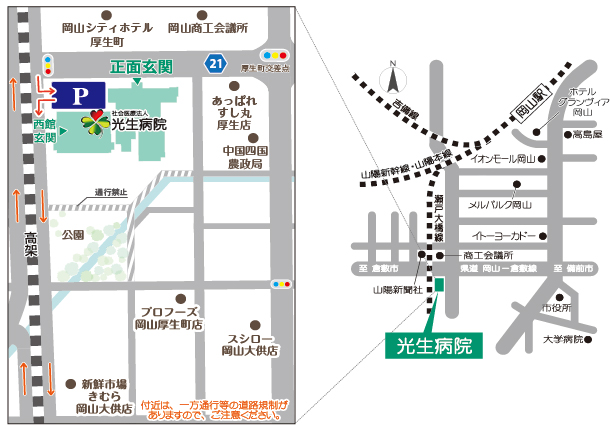 岡山シティホテル
厚生町
岡山商工会議所
正面玄関
21
厚生町交差点
P
社会医療法人
光生病院
西館
玄関
あっぱれ
すし丸
厚生店
中国四国
農政局
通行禁止
公園
高架
プロフーズ
岡山厚生町店
スシロー
岡山大供店
新鮮市場
きむら
岡山大供店
付近は、一方通行等の道路規制が
ありますので、ご注意ください。
N
吉備線
岡山駅
ホテル
グランヴィア
岡山
高島屋
山陽新幹線・山陽本線
イオンモール岡山
瀬戸大橋線
メルパルク岡山
イトーヨーカドー
商工会議所
至 倉敷市
県道 岡山ー倉敷線
至 備前市
山陽新聞社
市役所
光生病院
大学病院